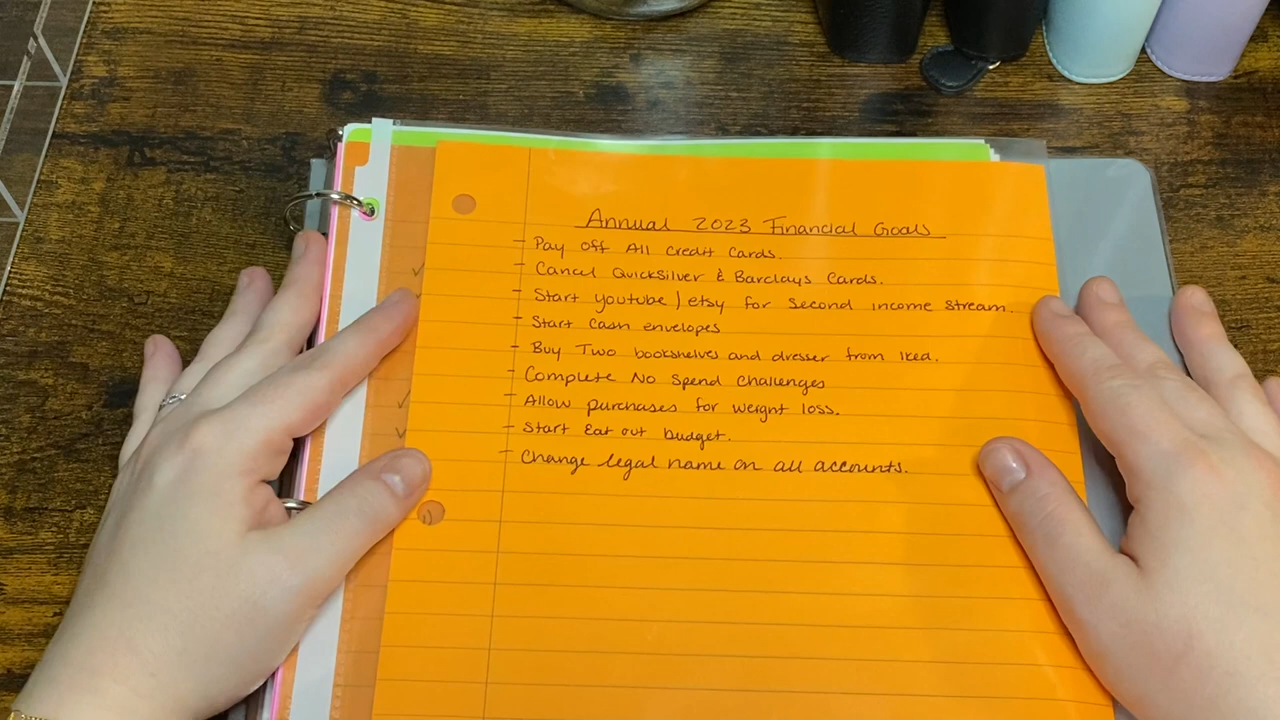 Annual 2023 Financial Goals
- Pay off All Credit Cards.
- Cancel Quicksilver & Barclays Cards.
- Start youtube/etsy for second income stream.
- Start cash envelopes
- Buy Two bookshelves and dresser from Ikea.
- Complete No Spend Challenges
- Allow purchases for weight loss.
- Start Eat out budget.
- Change legal name on all accounts.